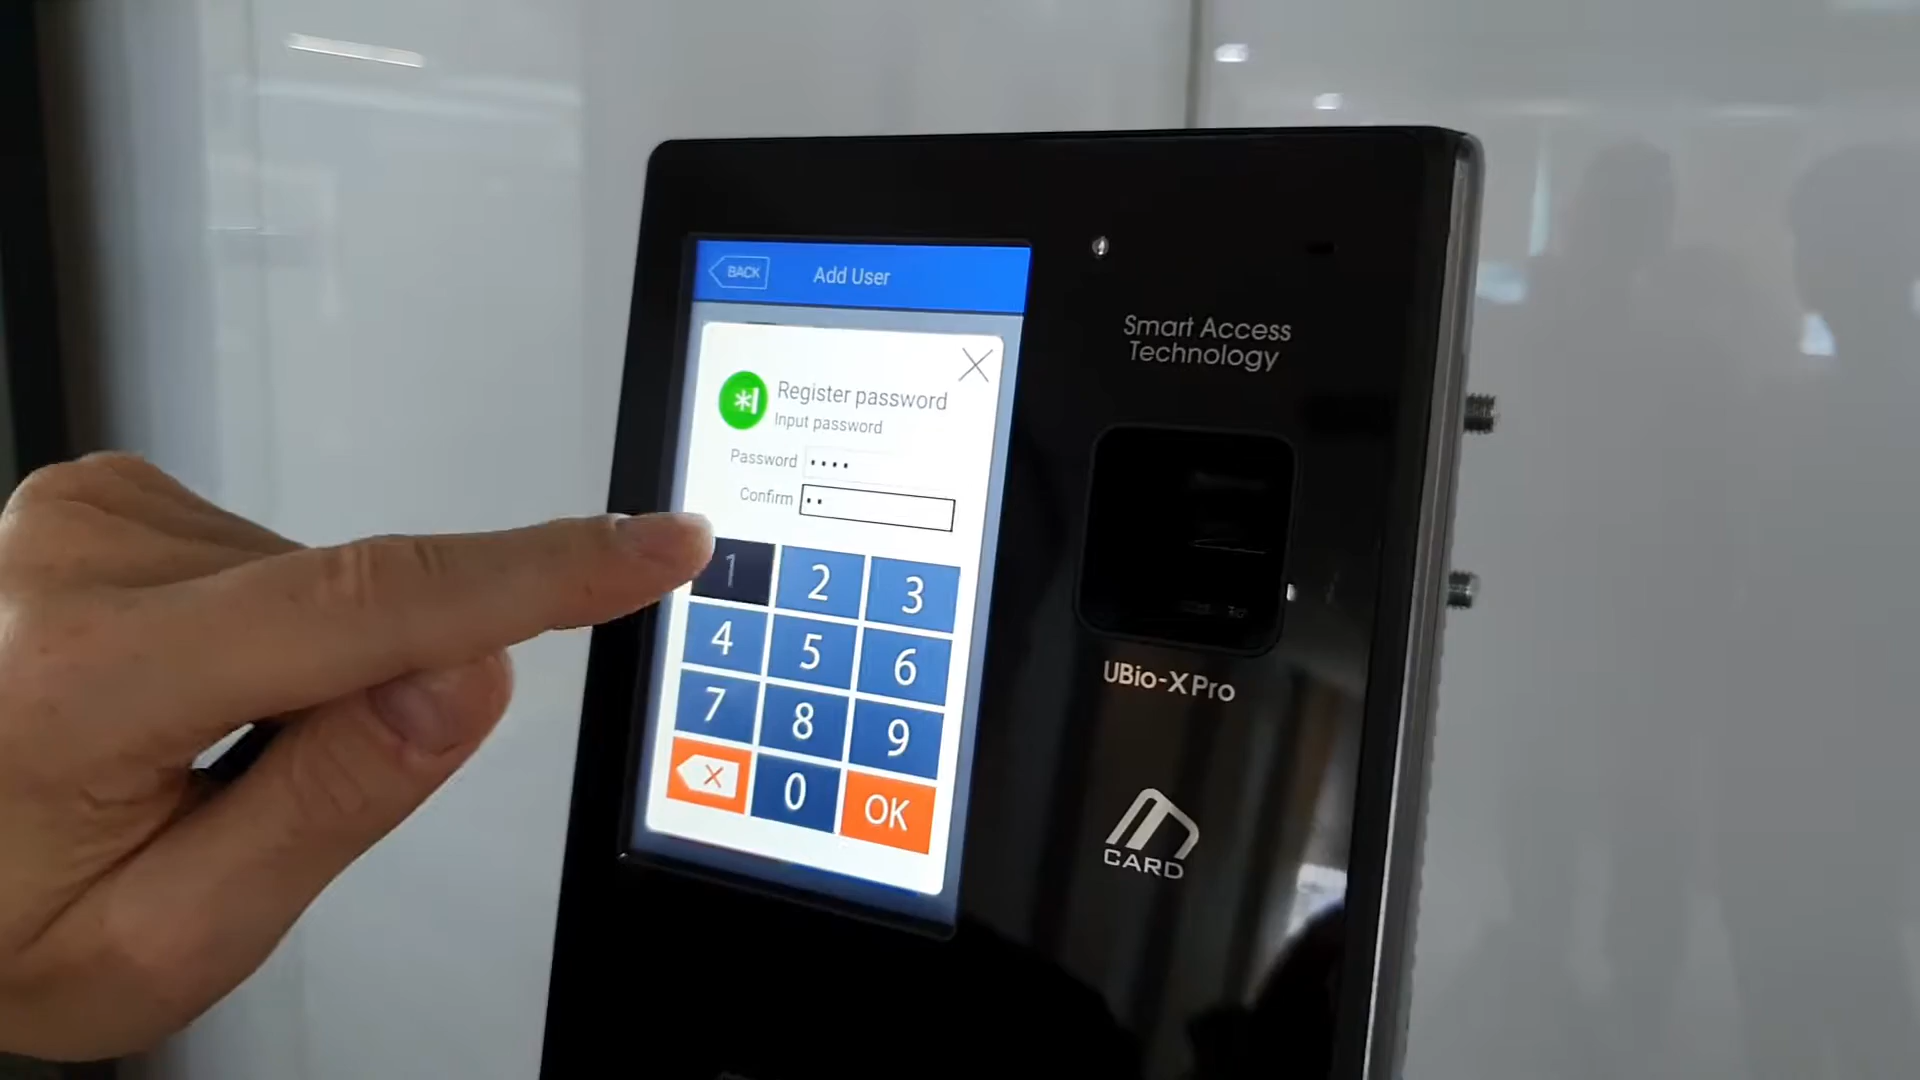 BACK Add User
Register password
Input password
Password ••••
Confirm ••
1 2 3
4 5 6
7 8 9
0 OK
Smart Access
Technology
UBio-X Pro
CARD